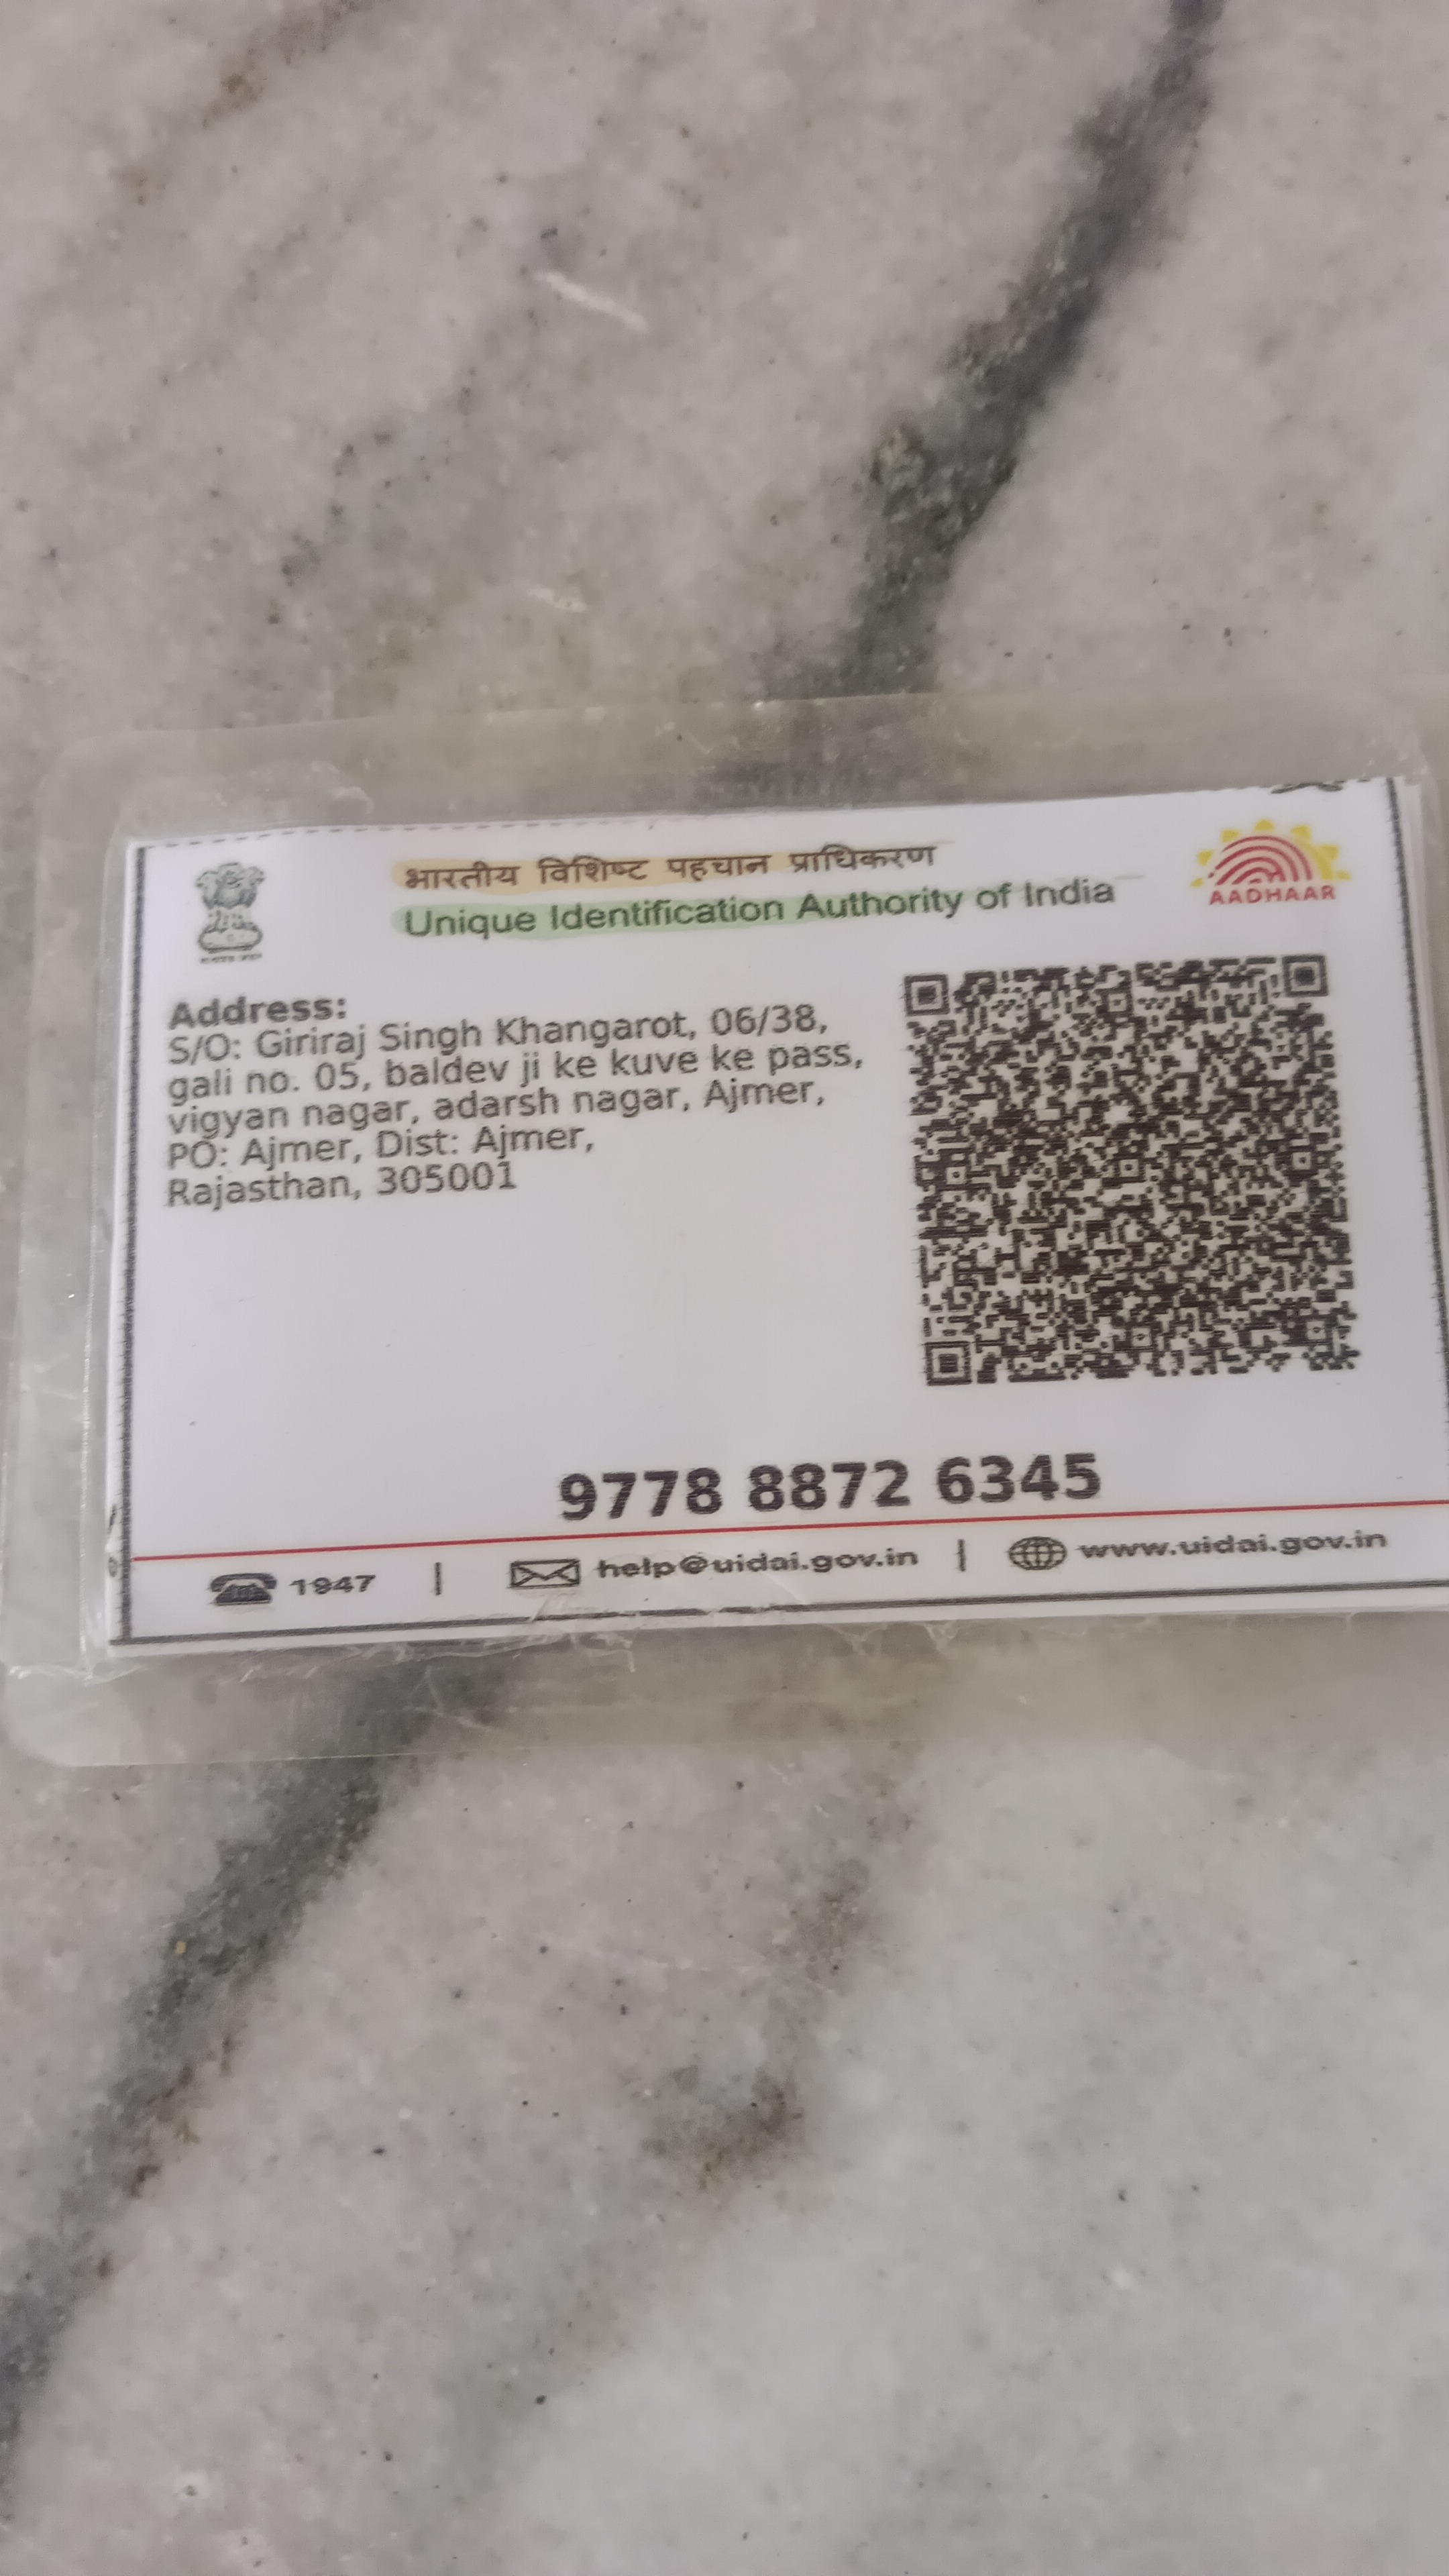 भारतीय विशिष्ट पहचान प्राधिकरण
Unique Identification Authority of India
AADHAAR
Address:
S/O: Giriraj Singh Khangarot, 06/38,
gali no. 05, baldev ji ke kuve ke pass,
vigyan nagar, adarsh nagar, Ajmer,
PO: Ajmer, Dist: Ajmer,
Rajasthan, 305001
9778 8872 6345
1947 | help@uidai.gov.in | www.uidai.gov.in